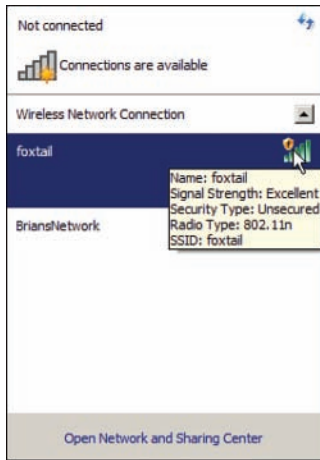 Not connected
Connections are available
Wireless Network Connection
foxtail
Name: foxtail
Signal Strength: Excellent
Security Type: Unsecured
Radio Type: 802.11n
SSID: foxtail
BriansNetwork
Open Network and Sharing Center